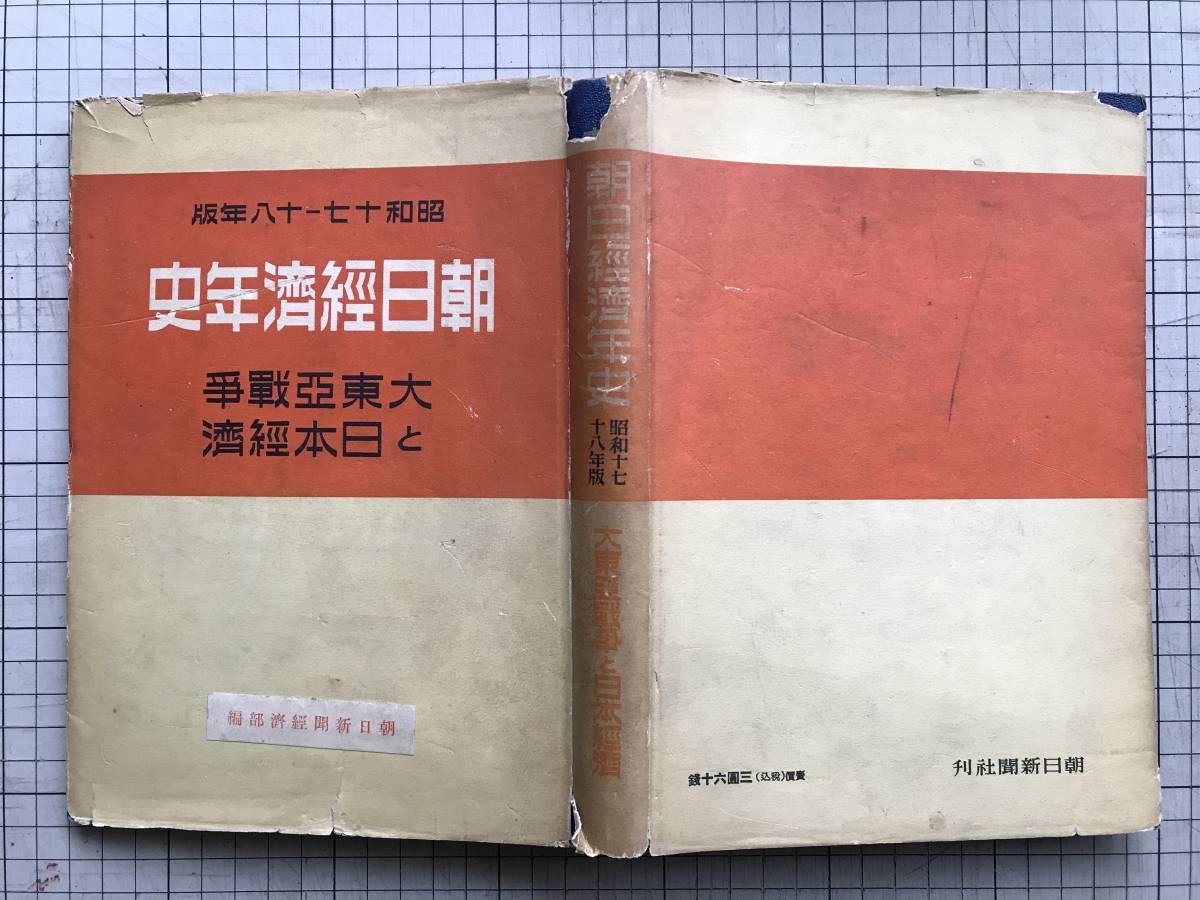 昭和十七—十八年版
朝日經濟年史
大東亞戰爭
と日本經濟
朝日新聞經濟部編
朝日經濟年史
昭和十七
十八年版
大東亞戰爭と日本經濟
朝日新聞社刊
賣價(税込)三圓六十錢